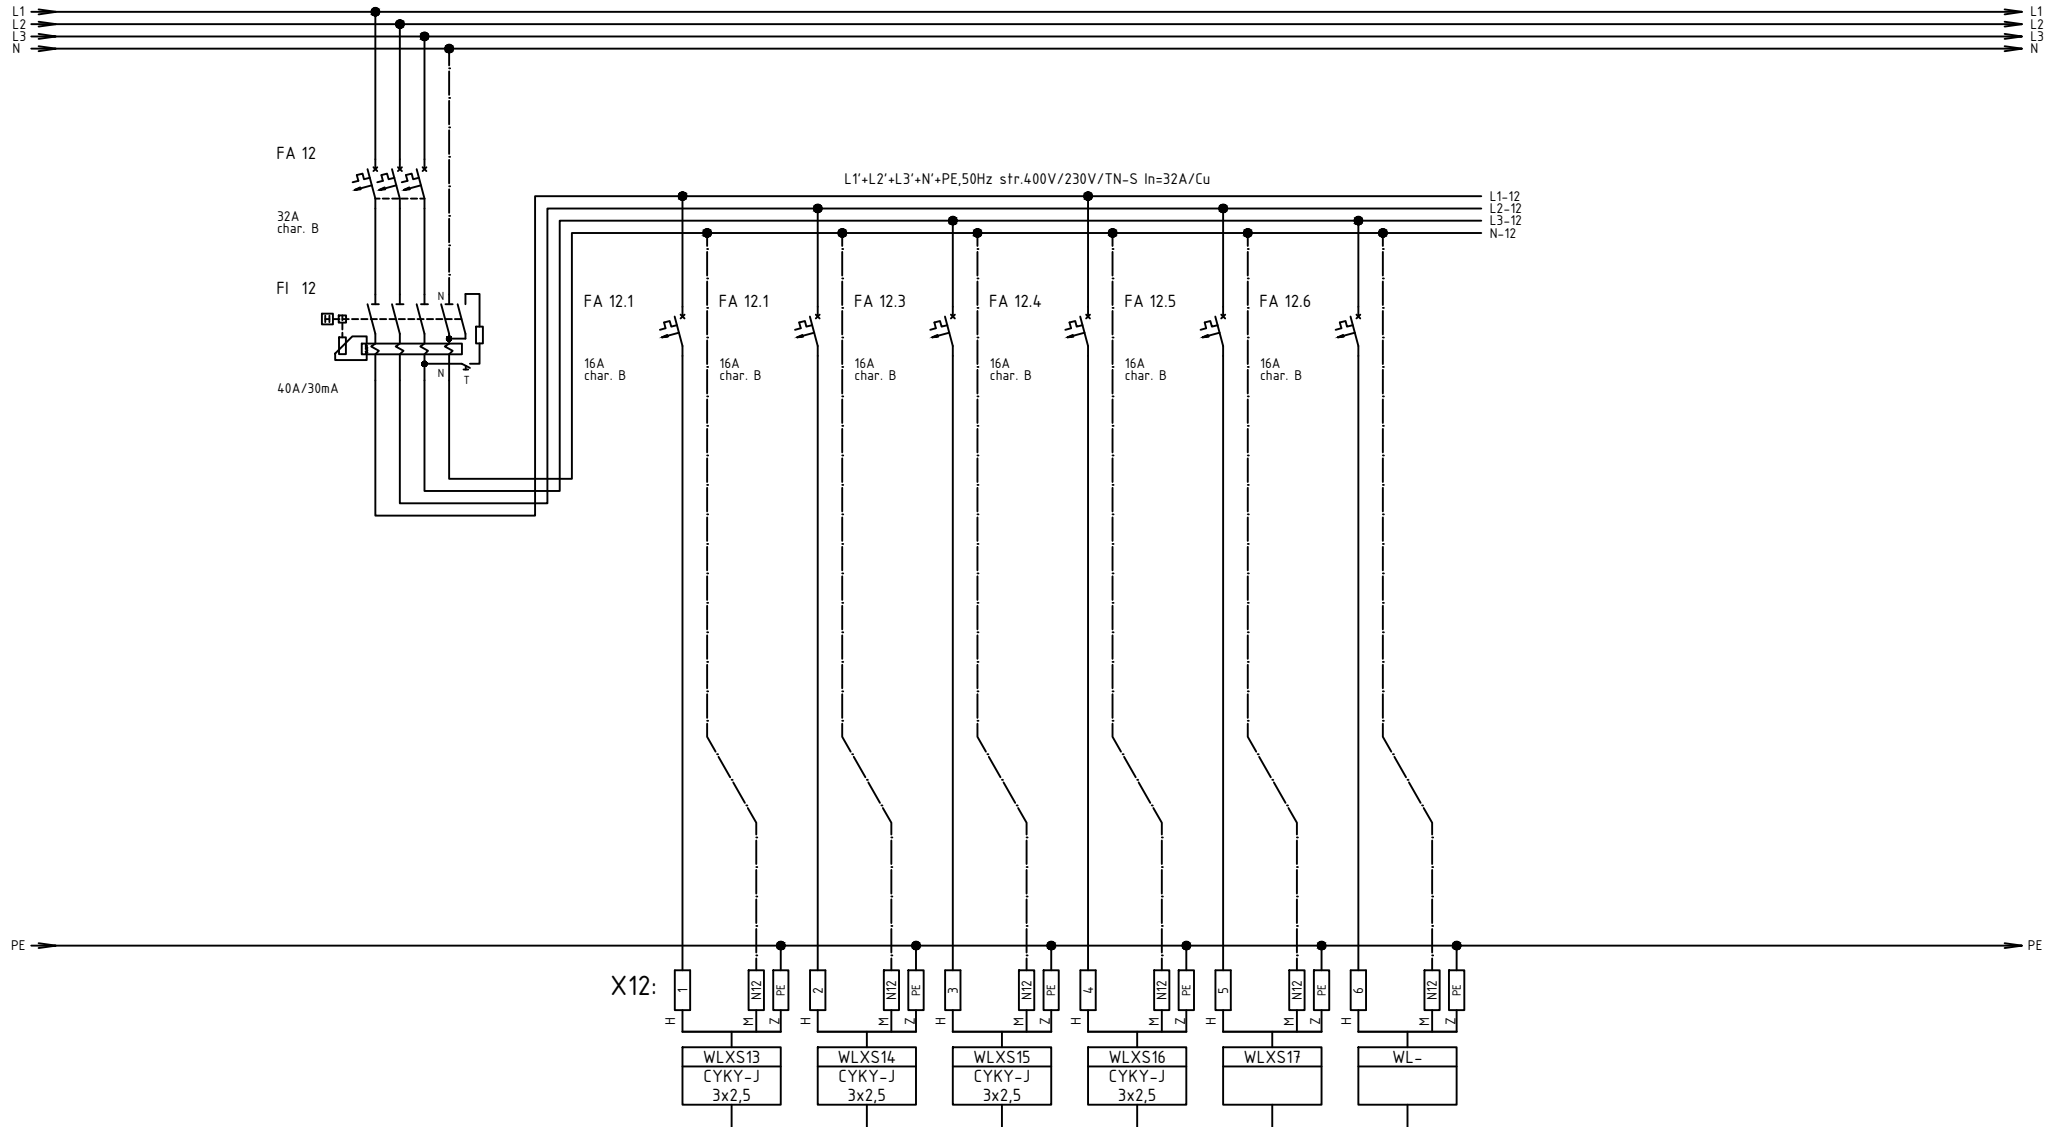 L1 L1
L2 L2
L3 L3
N N
FA 12
L1'+L2'+L3'+N'+PE,50Hz str.400V/230V/TN-S In=32A/Cu
L1-12
L2-12
L3-12
N-12
32A
char. B
FI 12
N
FA 12.1 FA 12.1 FA 12.3 FA 12.4 FA 12.5 FA 12.6
H
16A 16A 16A 16A 16A 16A
char. B char. B char. B char. B char. B char. B
N
T
40A/30mA
PE PE
X12:
1 N12 PE 2 N12 PE 3 N12 PE 4 N12 PE 5 N12 PE 6 N12 PE
H M Z H M Z H M Z H M Z H M Z H M Z
WLXS13 WLXS14 WLXS15 WLXS16 WLXS17 WL-
CYKY-J CYKY-J CYKY-J CYKY-J
3x2,5 3x2,5 3x2,5 3x2,5